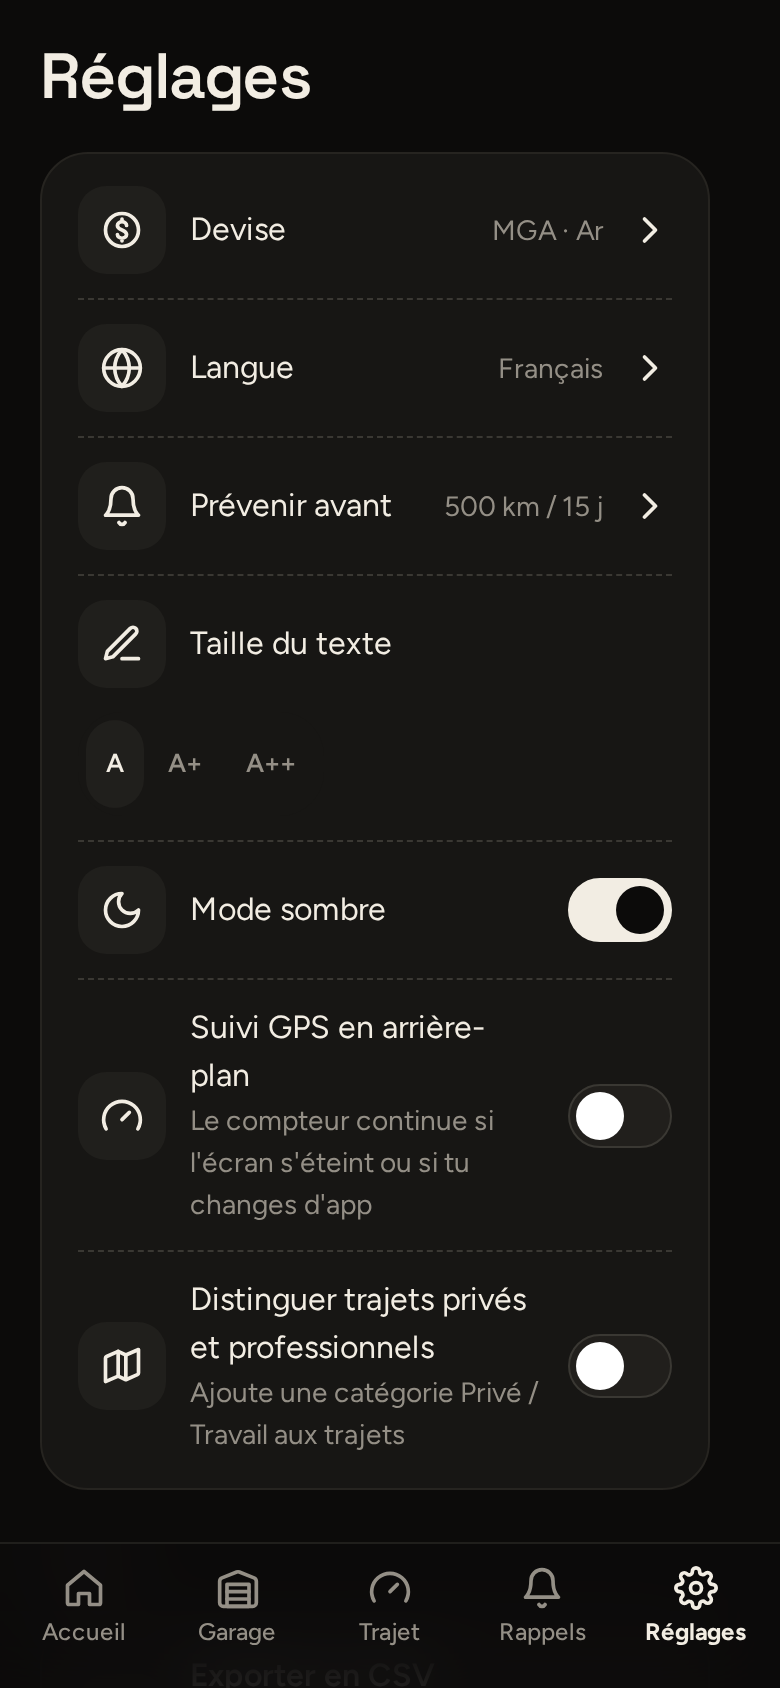 Réglages
Devise
MGA · Ar
Langue
Français
Prévenir avant
500 km / 15 j
Taille du texte
A
A+
A++
Mode sombre
Suivi GPS en arrière-
plan
Le compteur continue si
l'écran s'éteint ou si tu
changes d'app
Distinguer trajets privés
et professionnels
Ajoute une catégorie Privé /
Travail aux trajets
Accueil
Garage
Trajet
Rappels
Réglages
Exporter en CSV